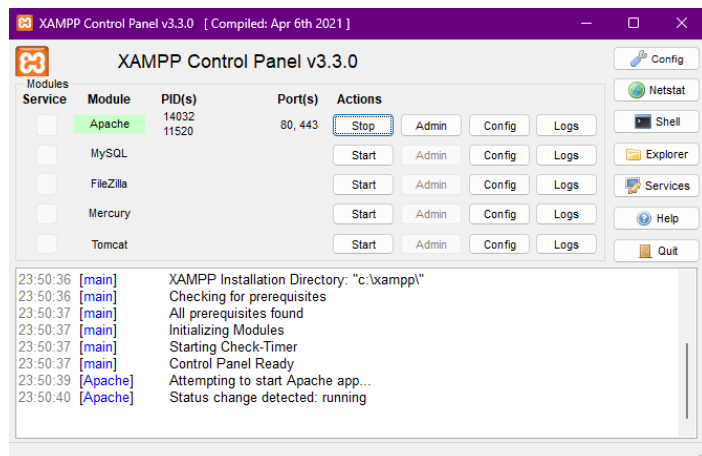 XAMPP Control Panel v3.3.0 [ Compiled: Apr 6th 2021 ]
XAMPP Control Panel v3.3.0
Config
Modules
Service Module PID(s) Port(s) Actions
Netstat
Apache 14032 11520 80, 443 Stop Admin Config Logs
Shell
MySQL Start Admin Config Logs
Explorer
FileZilla Start Admin Config Logs
Services
Mercury Start Admin Config Logs
Help
Tomcat Start Admin Config Logs
Quit
23:50:36 [main] XAMPP Installation Directory: "c:\xampp\"
23:50:36 [main] Checking for prerequisites
23:50:37 [main] All prerequisites found
23:50:37 [main] Initializing Modules
23:50:37 [main] Starting Check-Timer
23:50:37 [main] Control Panel Ready
23:50:39 [Apache] Attempting to start Apache app...
23:50:40 [Apache] Status change detected: running